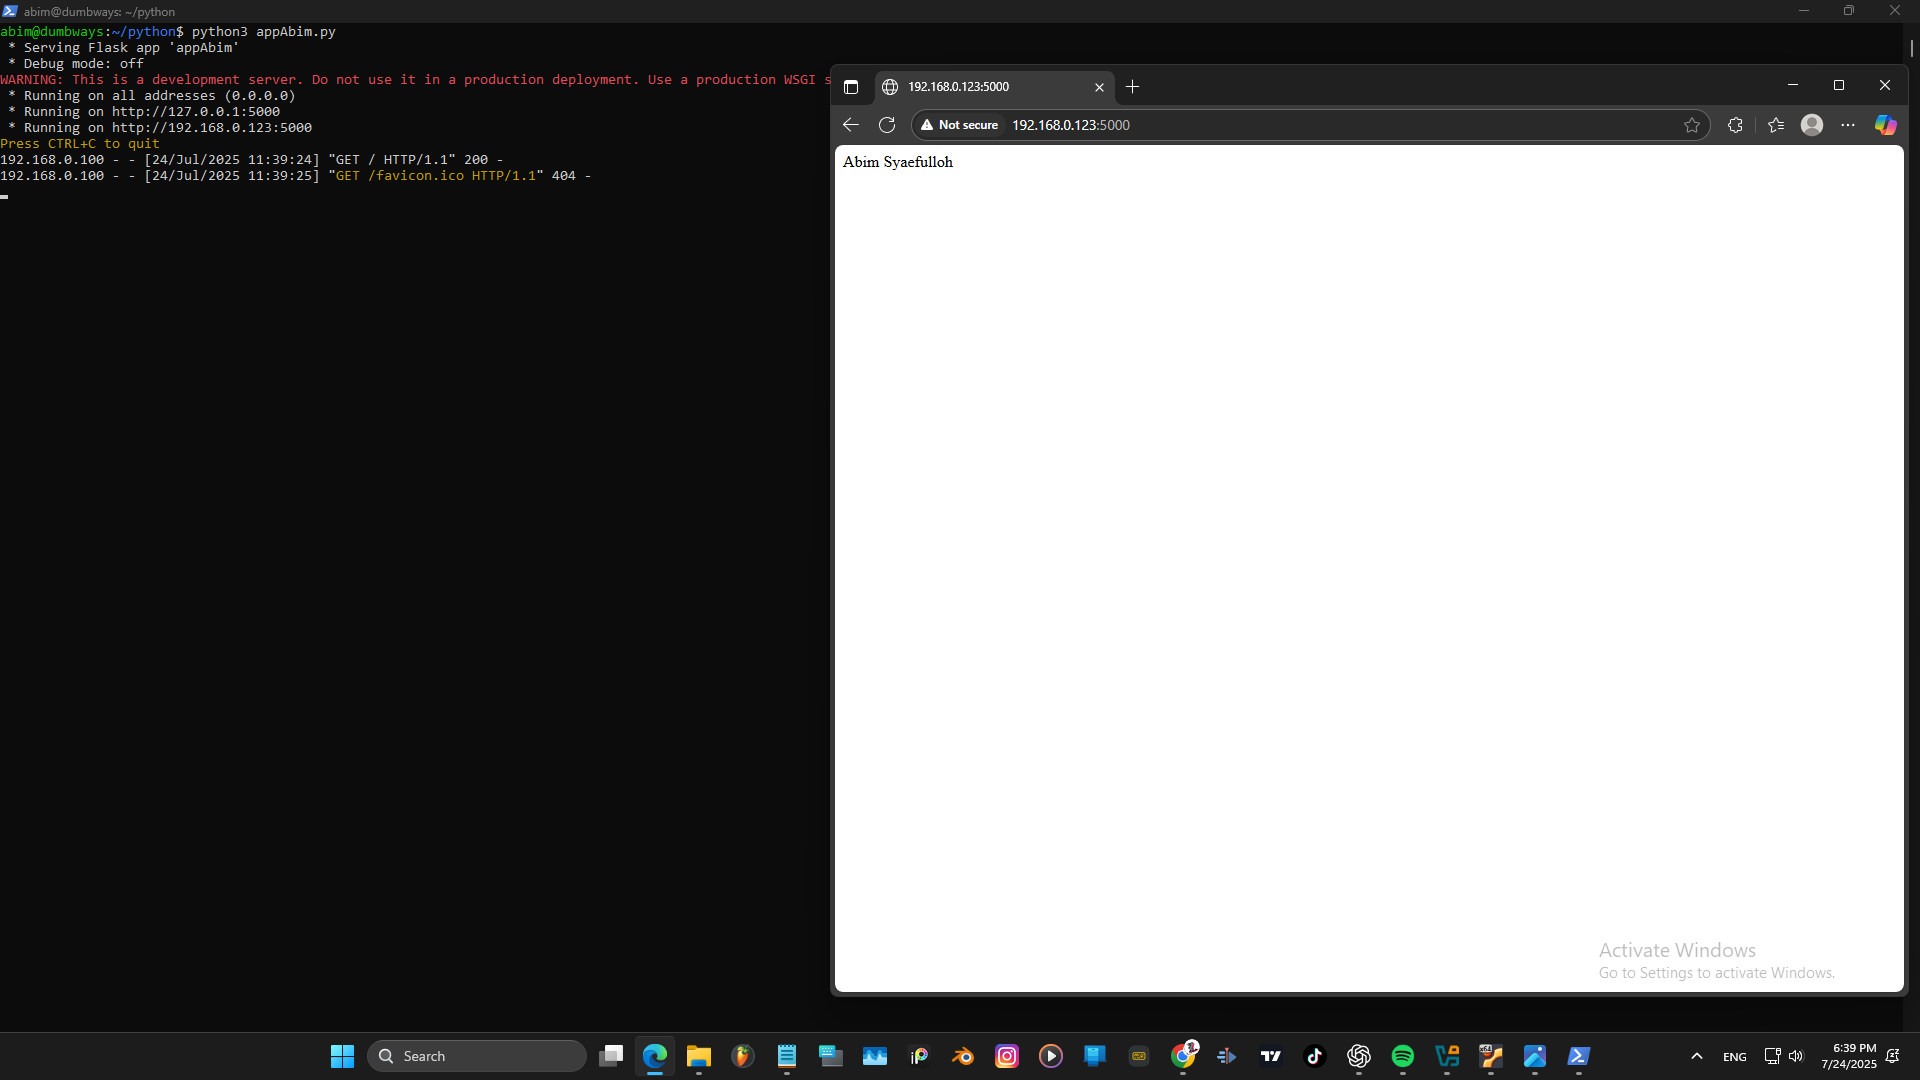 abim@dumbways: ~/python
abim@dumbways:~/python$ python3 appAbim.py
* Serving Flask app 'appAbim'
* Debug mode: off
WARNING: This is a development server. Do not use it in a production deployment. Use a production WSGI s
* Running on all addresses (0.0.0.0)
* Running on http://127.0.0.1:5000
* Running on http://192.168.0.123:5000
Press CTRL+C to quit
192.168.0.100 - - [24/Jul/2025 11:39:24] "GET / HTTP/1.1" 200 -
192.168.0.100 - - [24/Jul/2025 11:39:25] "GET /favicon.ico HTTP/1.1" 404 -
192.168.0.123:5000
Not secure 192.168.0.123:5000
Abim Syaefulloh
Activate Windows
Go to Settings to activate Windows.
Search
ENG
6:39 PM
7/24/2025